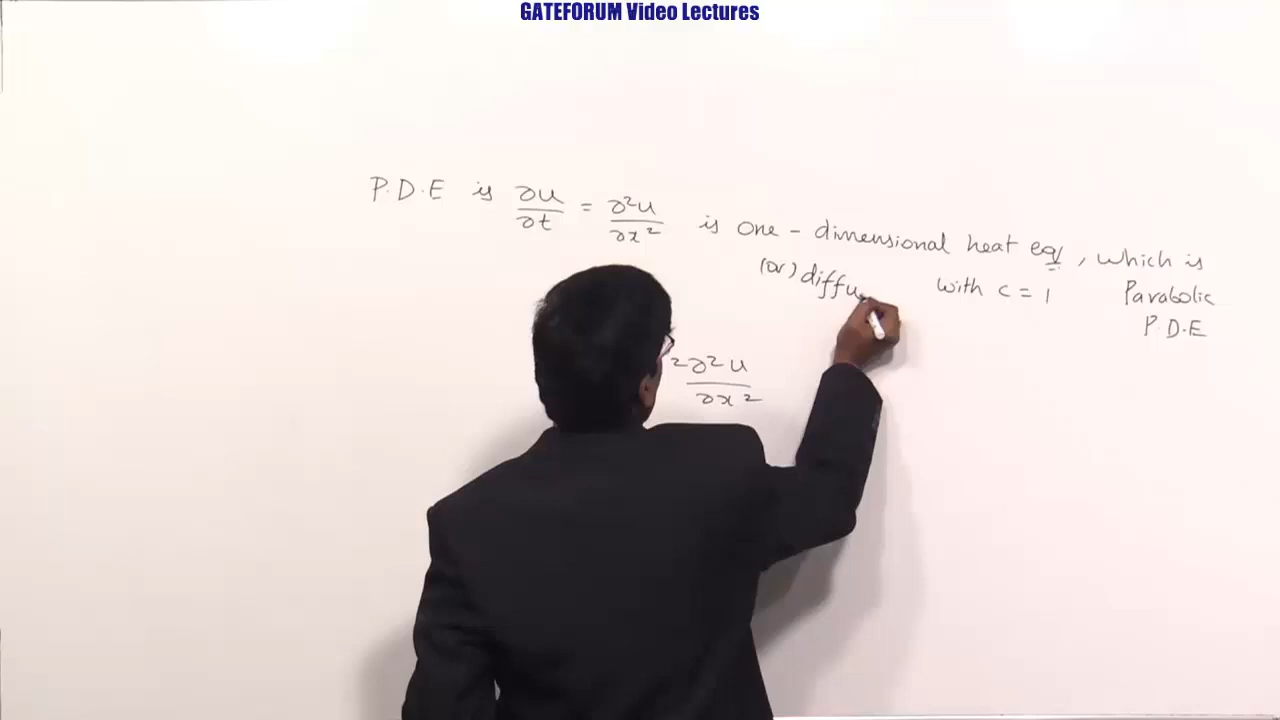 GATEFORUM Video Lectures
P.D.E is ∂u/∂t = ∂²u/∂x² is one - dimensional heat eq, which is
(or) diffu with c = 1 Parabolic
P.D.E
² ∂²u/∂x²